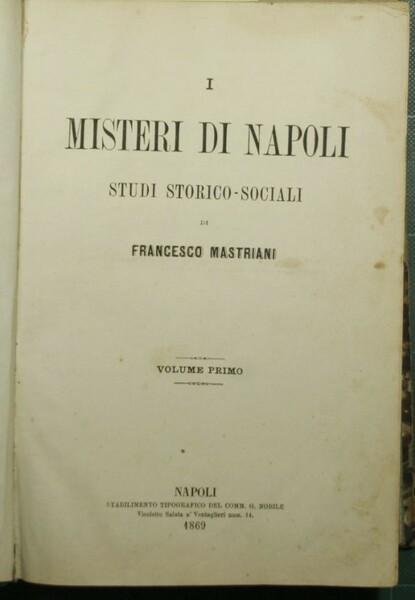 I
MISTERI DI NAPOLI
STUDI STORICO-SOCIALI
DI
FRANCESCO MASTRIANI
VOLUME PRIMO
NAPOLI
STABILIMENTO TIPOGRAFICO DEL COMM. G. NOBILE
Vicoletto Salata a' Ventaglieri num. 14.
1869